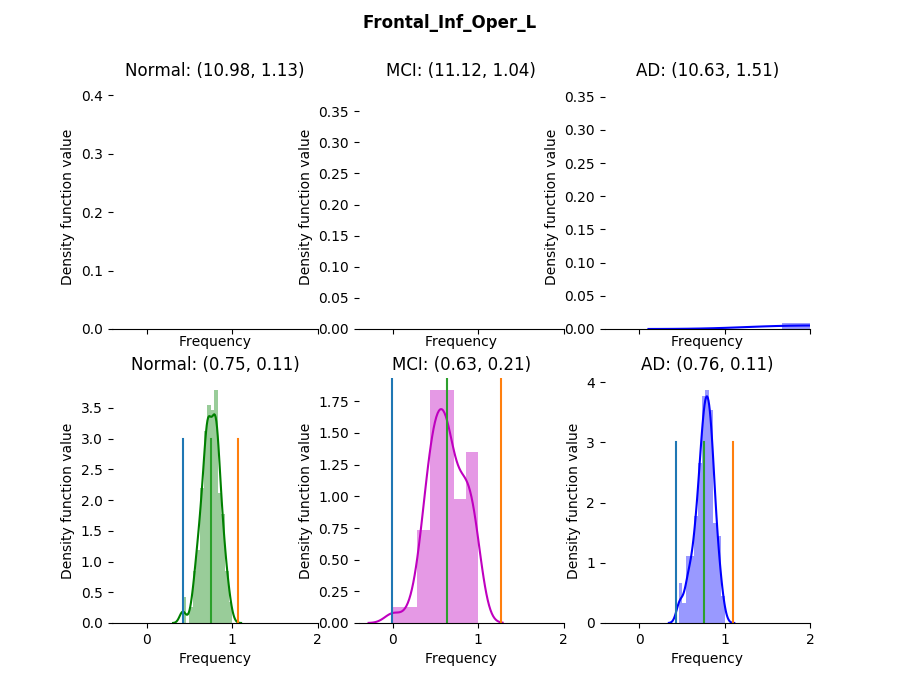 Frontal_Inf_Oper_L
Normal: (10.98, 1.13)
MCI: (11.12, 1.04)
AD: (10.63, 1.51)
Density function value
0.4
0.3
0.2
0.1
0.0
Frequency
Density function value
0.35
0.30
0.25
0.20
0.15
0.10
0.05
0.00
Frequency
Density function value
0.35
0.30
0.25
0.20
0.15
0.10
0.05
0.00
Frequency
Normal: (0.75, 0.11)
MCI: (0.63, 0.21)
AD: (0.76, 0.11)
Density function value
3.5
3.0
2.5
2.0
1.5
1.0
0.5
0.0
0 1 2
Frequency
Density function value
1.75
1.50
1.25
1.00
0.75
0.50
0.25
0.00
0 1 2
Frequency
Density function value
4
3
2
1
0
0 1 2
Frequency